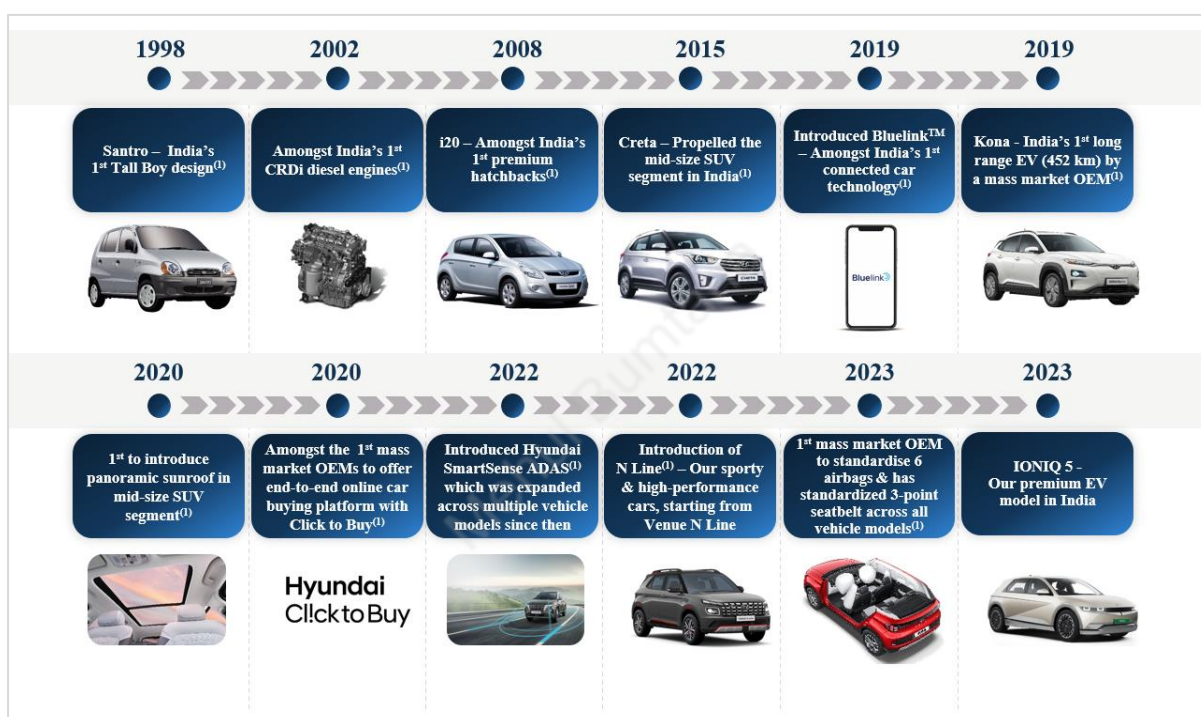 1998
2002
2008
2015
2019
2019
Santro – India's
1st Tall Boy design(1)
Amongst India's 1st
CRDi diesel engines(1)
i20 – Amongst India's
1st premium
hatchbacks(1)
Creta – Propelled the
mid-size SUV
segment in India(1)
Introduced Bluelink™
– Amongst India's 1st
connected car
technology(1)
Kona - India's 1st long
range EV (452 km) by
a mass market OEM(1)
CRETA
Bluelink
2020
2020
2022
2022
2023
2023
1st to introduce
panoramic sunroof in
mid-size SUV
segment(1)
Amongst the 1st mass
market OEMs to offer
end-to-end online car
buying platform with
Click to Buy(1)
Introduced Hyundai
SmartSense ADAS(1)
which was expanded
across multiple vehicle
models since then
Introduction of
N Line(1) – Our sporty
& high-performance
cars, starting from
Venue N Line
1st mass market OEM
to standardise 6
airbags & has
standardized 3-point
seatbelt across all
vehicle models(1)
IONIQ 5 -
Our premium EV
model in India
Hyundai
Cl!ck to Buy